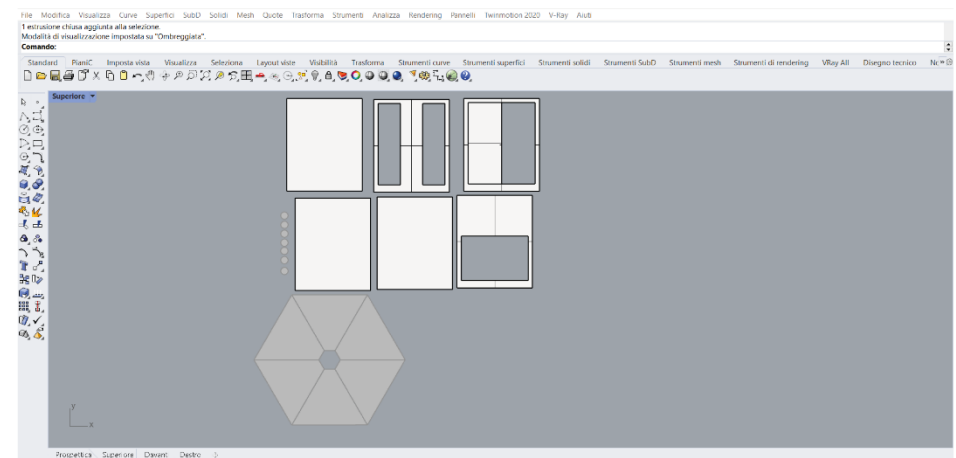 File Modifica Visualizza Curve Superfici SubD Solidi Mesh Quote Trasforma Strumenti Analizza Rendering Pannelli Twinmotion 2020 V-Ray Aiuti
1 estrusione chiusa aggiunta alla selezione.
Modalità di visualizzazione impostata su "Ombreggiata".
Comando:
Standard PianiC Imposta vista Visualizza Seleziona Layout viste Visibilità Trasforma Strumenti curve Strumenti superfici Strumenti solidi Strumenti SubD Strumenti mesh Strumenti di rendering VRay All Disegno tecnico
Superiore
y
x
Prospettica Superiore Davanti Destro